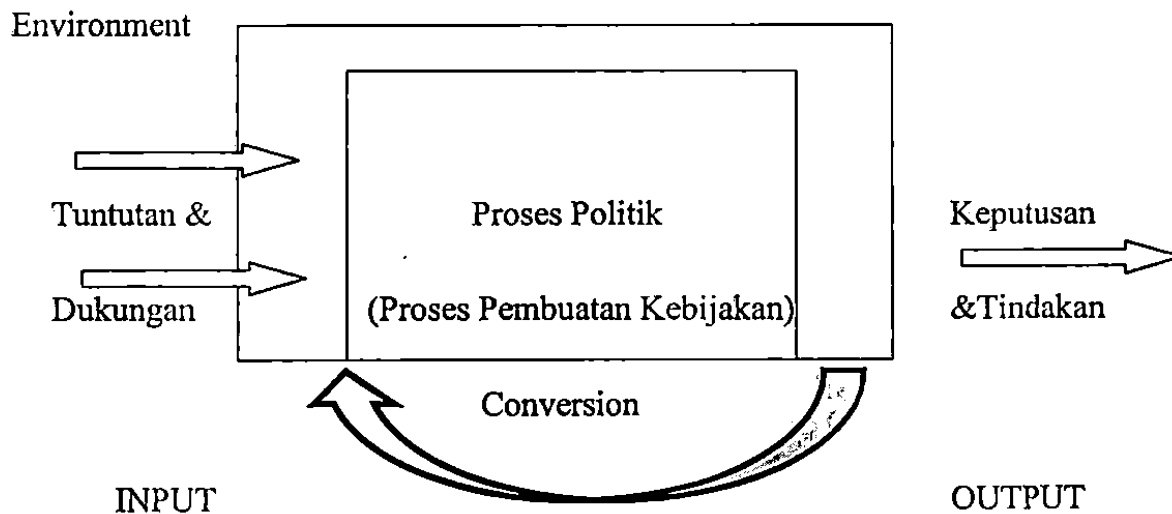 Environment
Tuntutan &
Dukungan
Proses Politik
(Proses Pembuatan Kebijakan)
Keputusan
&Tindakan
Conversion
INPUT
OUTPUT